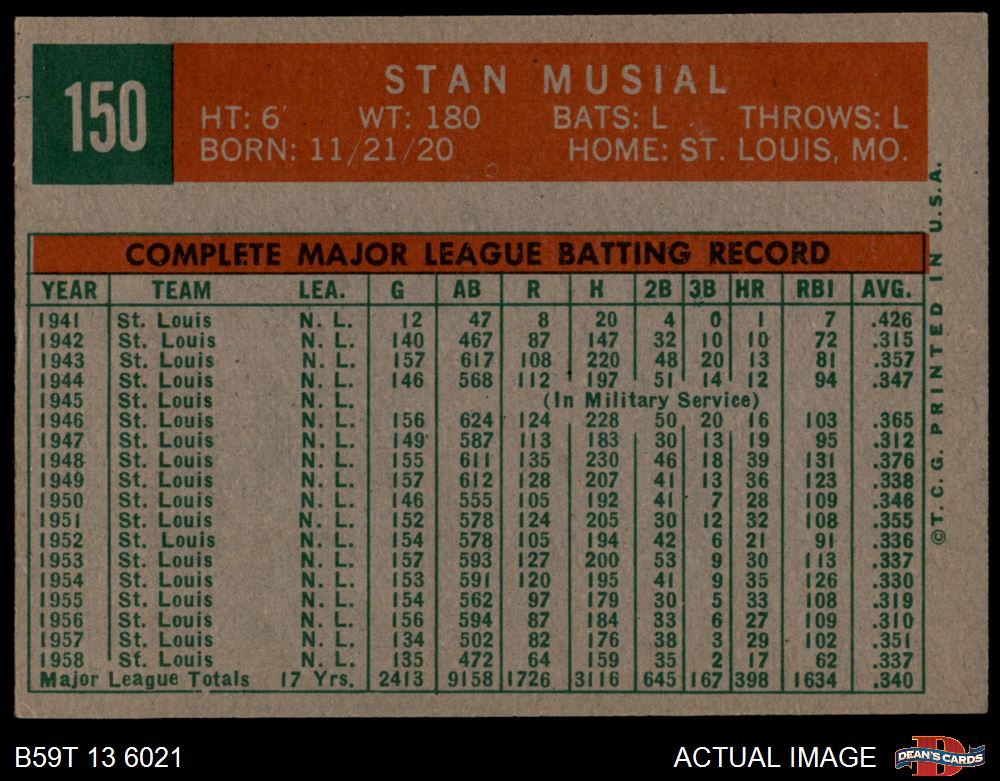 150
STAN MUSIAL
HT: 6' WT: 180 BATS: L THROWS: L
BORN: 11/21/20 HOME: ST. LOUIS, MO.
COMPLETE MAJOR LEAGUE BATTING RECORD
YEAR TEAM LEA. G AB R H 2B 3B HR RBI AVG.
1941 St. Louis N. L. 12 47 8 20 4 0 1 7 .426
1942 St. Louis N. L. 140 467 87 147 32 10 10 72 .315
1943 St. Louis N. L. 157 617 108 220 48 20 13 81 .357
1944 St. Louis N. L. 146 568 112 197 51 14 12 94 .347
1945 St. Louis N. L. (In Military Service)
1946 St. Louis N. L. 156 624 124 228 50 20 16 103 .365
1947 St. Louis N. L. 149 587 113 183 30 13 19 95 .312
1948 St. Louis N. L. 155 611 135 230 46 18 39 131 .376
1949 St. Louis N. L. 157 612 128 207 41 13 36 123 .338
1950 St. Louis N. L. 146 555 105 192 41 7 28 109 .346
1951 St. Louis N. L. 152 578 124 205 30 12 32 108 .355
1952 St. Louis N. L. 154 578 105 194 42 6 21 91 .336
1953 St. Louis N. L. 157 593 127 200 53 9 30 113 .337
1954 St. Louis N. L. 153 591 120 195 41 9 35 126 .330
1955 St. Louis N. L. 154 562 97 179 30 5 33 108 .319
1956 St. Louis N. L. 156 594 87 184 33 6 27 109 .310
1957 St. Louis N. L. 134 502 82 176 38 3 29 102 .351
1958 St. Louis N. L. 135 472 64 159 35 2 17 62 .337
Major League Totals 17 Yrs. 2413 9158 1726 3116 645 167 398 1634 .340
©T.C.G. PRINTED IN U.S.A.
B59T 13 6021
ACTUAL IMAGE
DEAN'S CARDS